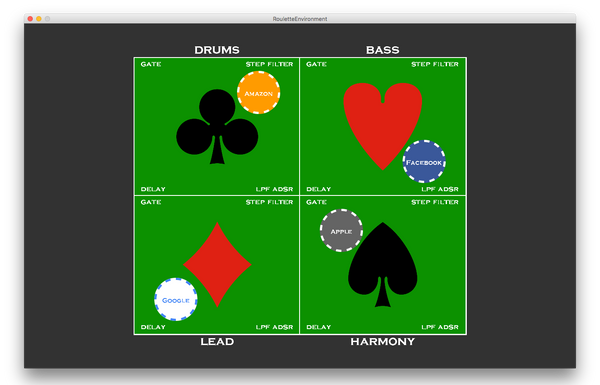 RouletteEnvironment
DRUMS BASS
GATE STEP FILTER GATE STEP FILTER
AMAZON
FACEBOOK
DELAY LPF ADSR DELAY LPF ADSR
GATE STEP FILTER GATE STEP FILTER
APPLE
GOOGLE
DELAY LPF ADSR DELAY LPF ADSR
LEAD HARMONY